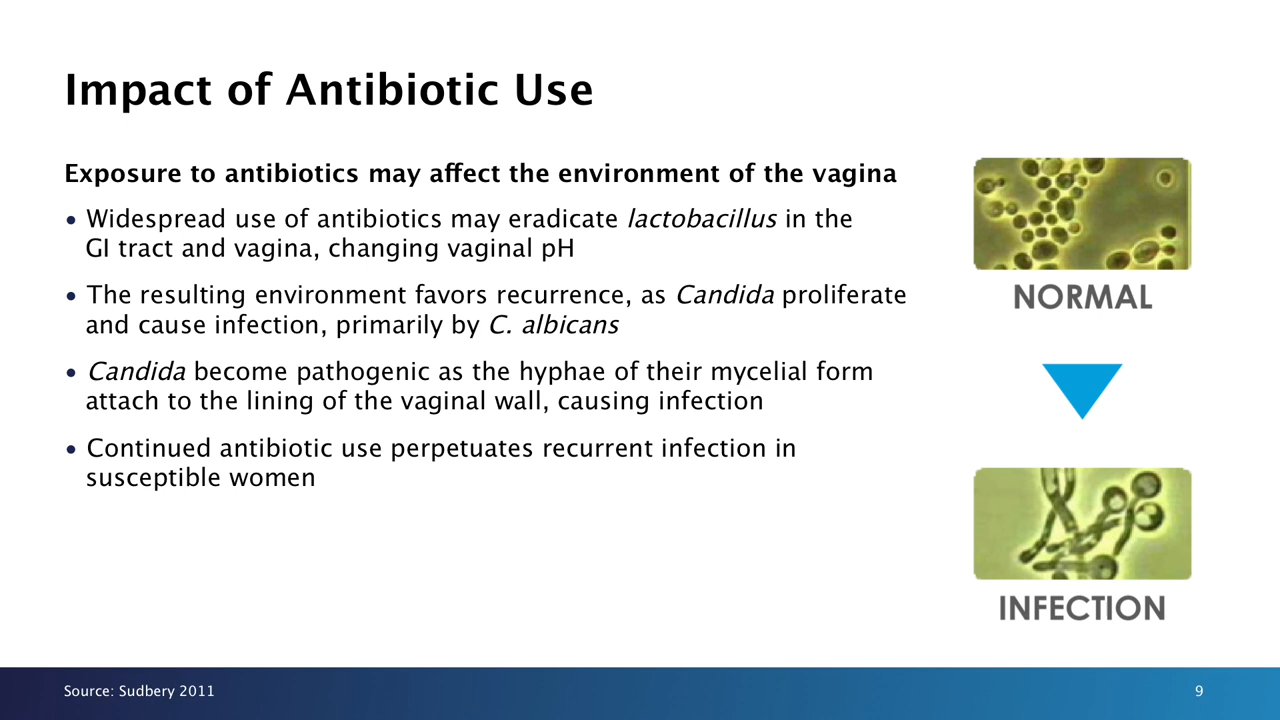 Impact of Antibiotic Use
Exposure to antibiotics may affect the environment of the vagina
• Widespread use of antibiotics may eradicate lactobacillus in the
GI tract and vagina, changing vaginal pH
• The resulting environment favors recurrence, as Candida proliferate
and cause infection, primarily by C. albicans
• Candida become pathogenic as the hyphae of their mycelial form
attach to the lining of the vaginal wall, causing infection
• Continued antibiotic use perpetuates recurrent infection in
susceptible women
NORMAL
INFECTION
Source: Sudbery 2011
9